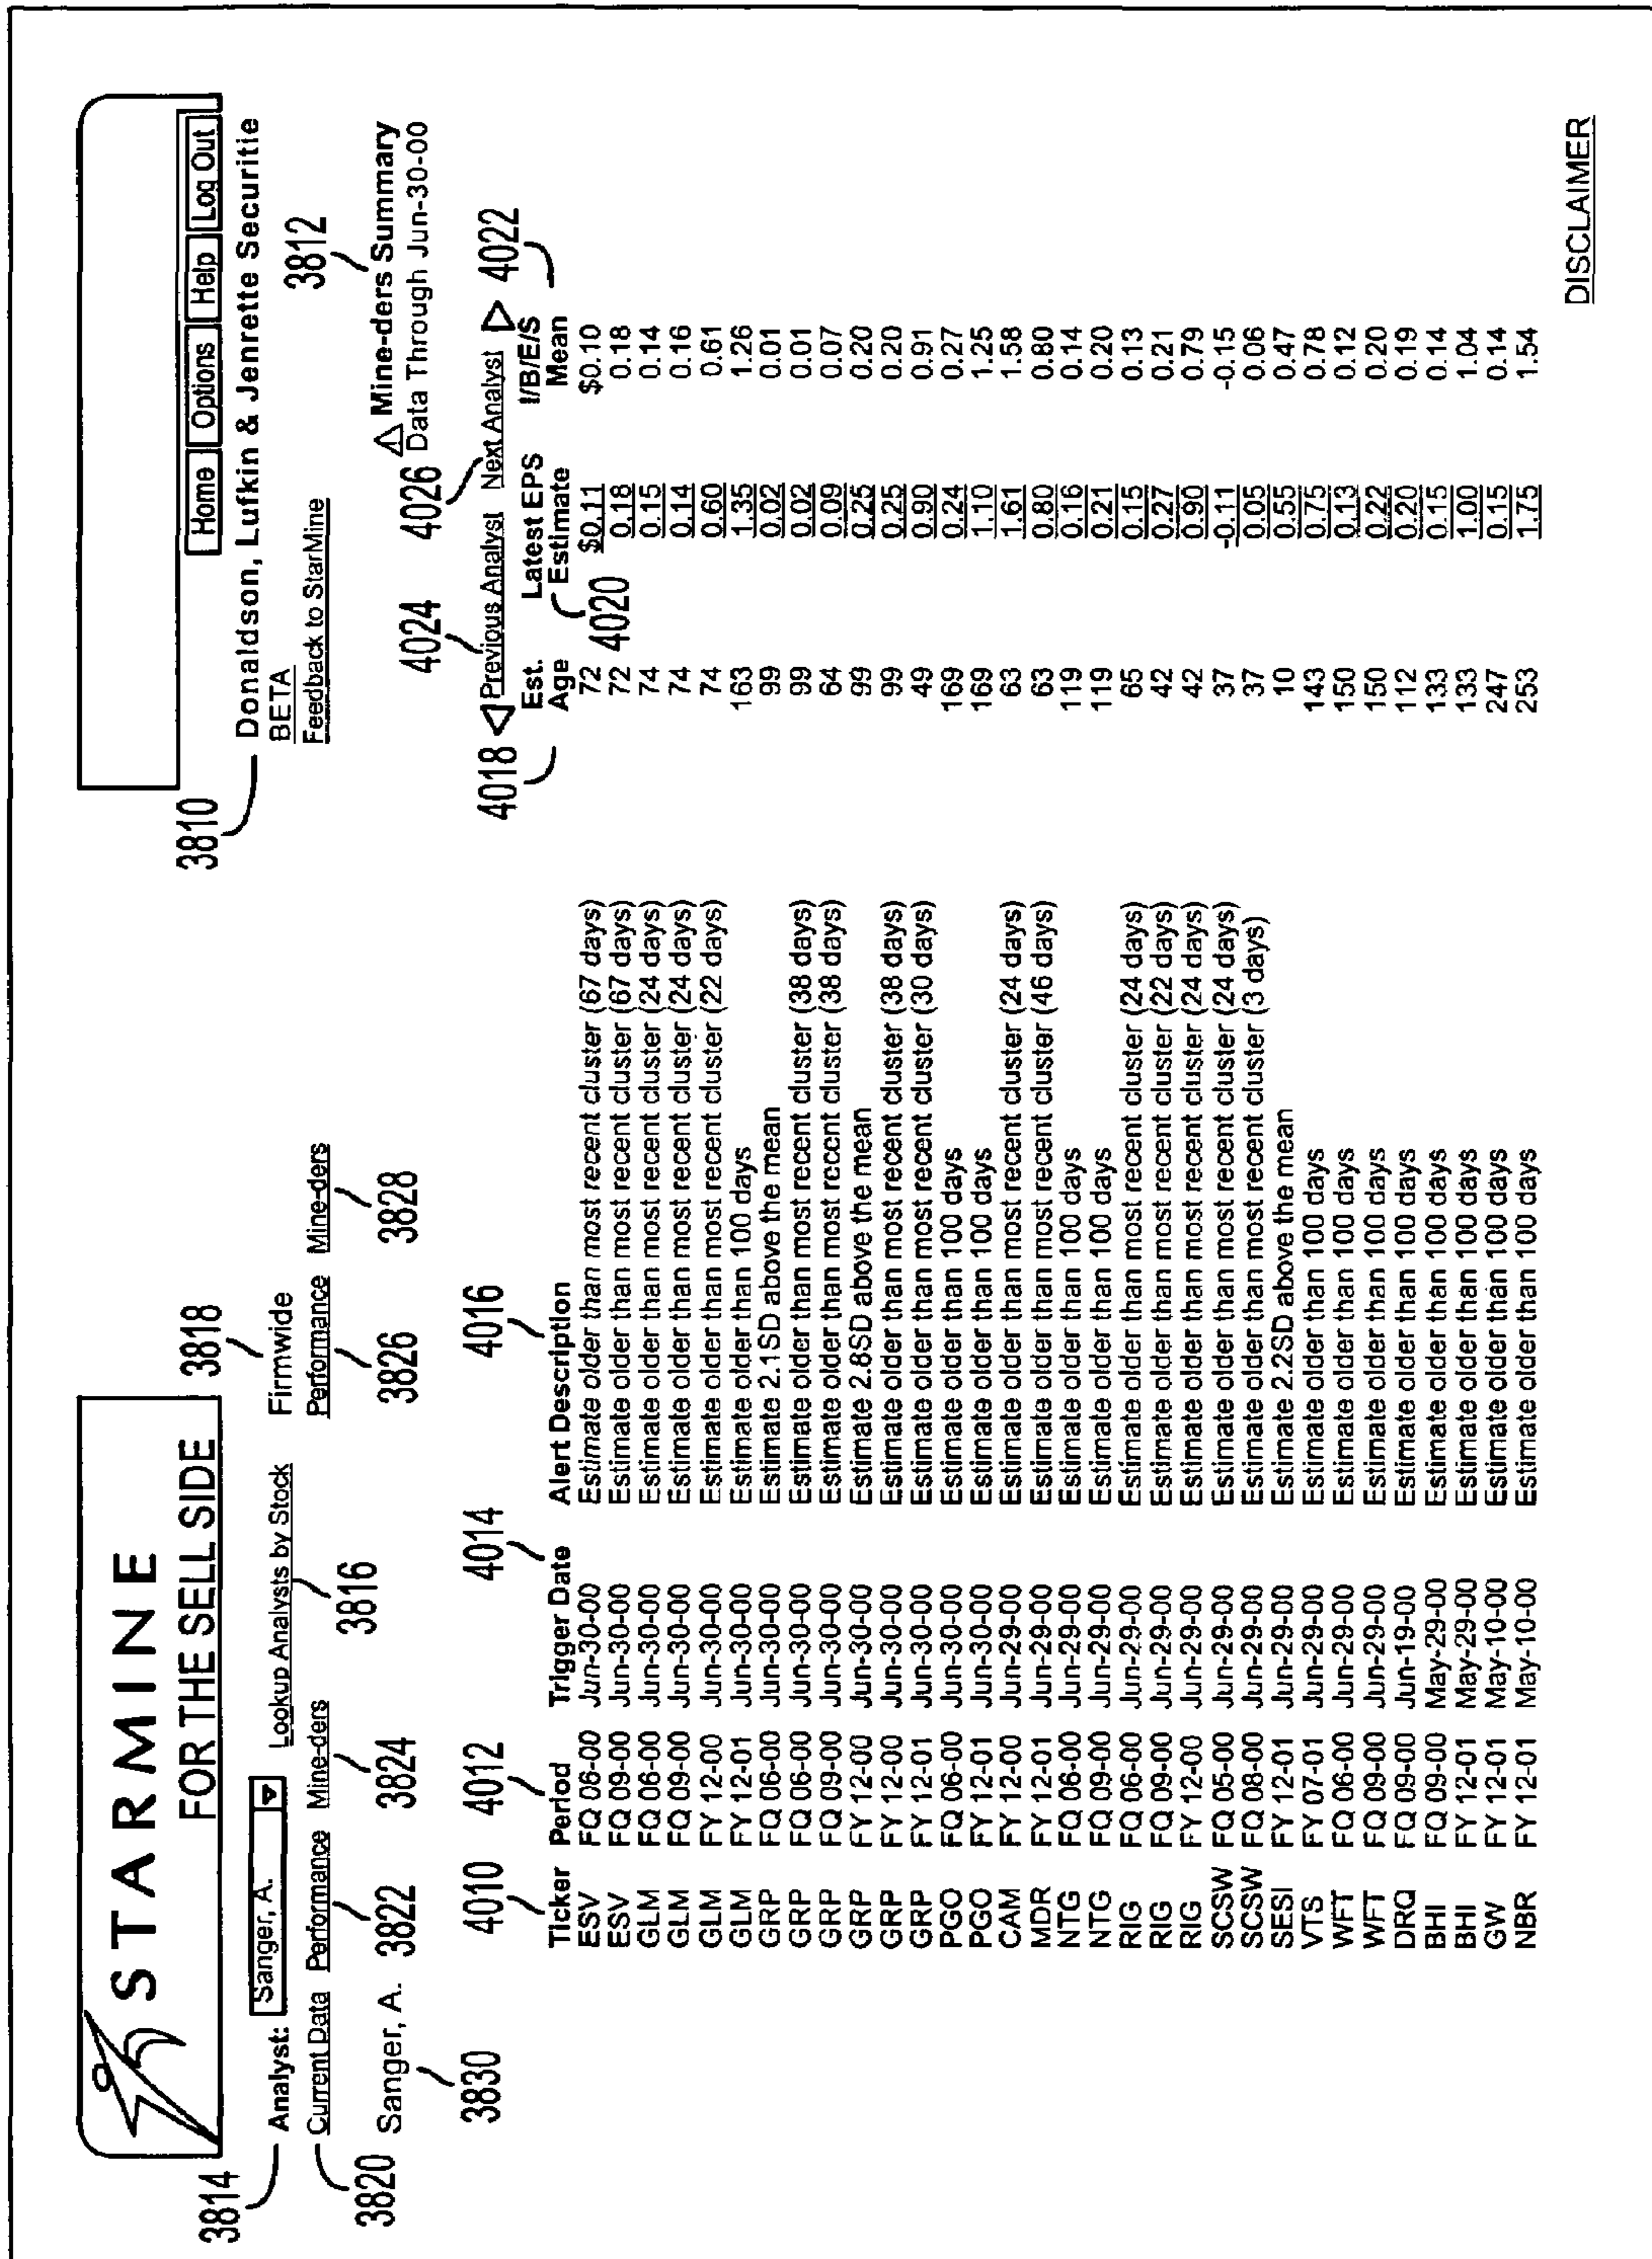 STARMINE
FOR THE SELL SIDE
Home Options Help Log Out
3814 Analyst: Sanger, A. Lookup Analysts by Stock 3818 3810 Donaldson, Lufkin & Jenrette Securitie
Firmwide BETA
3820 Current Data Performance Mine-ders Performance Mine-ders Feedback to StarMine 3812
3822 3824 3816 3826 3828
Sanger, A. Mine-ders Summary
3830 Data Through Jun-30-00
4024 4026
4018 Previous Analyst Next Analyst 4022
4010 4012 4014 4016 4020
Ticker Period Trigger Date Alert Description Est. Age Latest EPS Estimate I/B/E/S Mean
ESV FQ 06-00 Jun-30-00 Estimate older than most recent cluster (67 days) 72 $0.11 $0.10
ESV FQ 09-00 Jun-30-00 Estimate older than most recent cluster (67 days) 72 0.18 0.18
GLM FQ 06-00 Jun-30-00 Estimate older than most recent cluster (24 days) 74 0.15 0.14
GLM FQ 09-00 Jun-30-00 Estimate older than most recent cluster (24 days) 74 0.14 0.16
GLM FY 12-00 Jun-30-00 Estimate older than most recent cluster (22 days) 74 0.60 0.61
GLM FY 12-01 Jun-30-00 Estimate older than 100 days 163 1.35 1.26
GRP FQ 06-00 Jun-30-00 Estimate 2.1SD above the mean 99 0.02 0.01
GRP FQ 06-00 Jun-30-00 Estimate older than most recent cluster (38 days) 99 0.02 0.01
GRP FQ 09-00 Jun-30-00 Estimate older than most recent cluster (38 days) 64 0.09 0.07
GRP FY 12-00 Jun-30-00 Estimate 2.8SD above the mean 99 0.25 0.20
GRP FY 12-00 Jun-30-00 Estimate older than most recent cluster (38 days) 99 0.25 0.20
GRP FY 12-01 Jun-30-00 Estimate older than most recent cluster (30 days) 49 0.90 0.91
PGO FQ 06-00 Jun-30-00 Estimate older than 100 days 169 0.24 0.27
PGO FY 12-01 Jun-30-00 Estimate older than 100 days 169 1.10 1.25
CAM FY 12-00 Jun-29-00 Estimate older than most recent cluster (24 days) 63 1.61 1.58
MDR FY 12-01 Jun-29-00 Estimate older than most recent cluster (46 days) 63 0.80 0.80
NTG FQ 06-00 Jun-29-00 Estimate older than 100 days 119 0.16 0.14
NTG FQ 09-00 Jun-29-00 Estimate older than 100 days 119 0.21 0.20
RIG FQ 06-00 Jun-29-00 Estimate older than most recent cluster (24 days) 65 0.15 0.13
RIG FQ 09-00 Jun-29-00 Estimate older than most recent cluster (22 days) 42 0.27 0.21
RIG FY 12-00 Jun-29-00 Estimate older than most recent cluster (24 days) 42 0.90 0.79
SCSW FQ 05-00 Jun-29-00 Estimate older than most recent cluster (24 days) 37 -0.11 -0.15
SCSW FQ 08-00 Jun-29-00 Estimate older than most recent cluster (3 days) 37 0.05 0.06
SESI FY 12-01 Jun-29-00 Estimate 2.2SD above the mean 10 0.55 0.47
VTS FY 07-01 Jun-29-00 Estimate older than 100 days 143 0.75 0.78
WFT FQ 06-00 Jun-29-00 Estimate older than 100 days 150 0.13 0.12
WFT FQ 09-00 Jun-29-00 Estimate older than 100 days 150 0.22 0.20
DRQ FQ 09-00 Jun-19-00 Estimate older than 100 days 112 0.20 0.19
BHI FQ 09-00 May-29-00 Estimate older than 100 days 133 0.15 0.14
BHI FY 12-01 May-29-00 Estimate older than 100 days 133 1.00 1.04
GW FY 12-01 May-10-00 Estimate older than 100 days 247 0.15 0.14
NBR FY 12-01 May-10-00 Estimate older than 100 days 253 1.75 1.54
DISCLAIMER